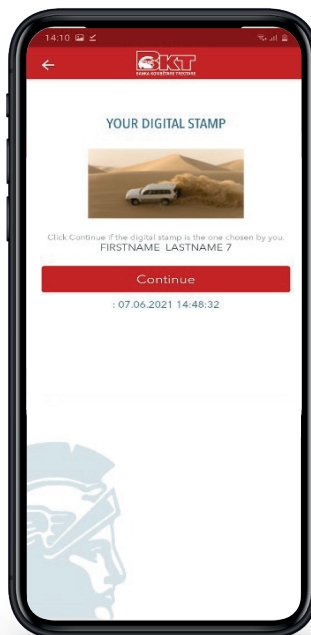 14:10
BKT
BANKA KOMBËTARE TREGTARE
YOUR DIGITAL STAMP
Click Continue if the digital stamp is the one chosen by you.
FIRSTNAME LASTNAME 7
Continue
: 07.06.2021 14:48:32